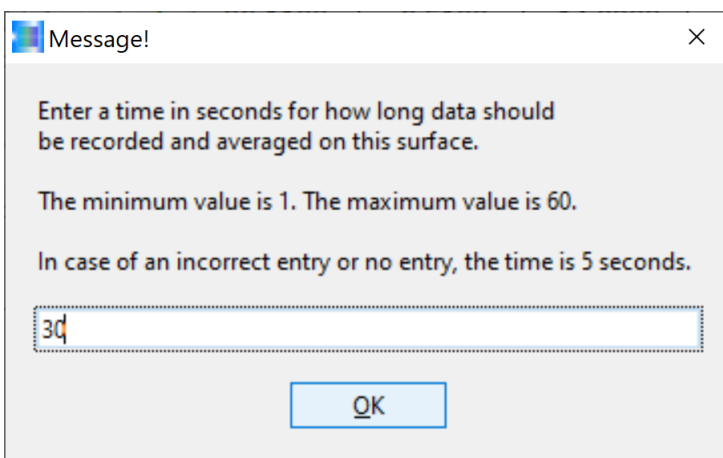 Message!
Enter a time in seconds for how long data should
be recorded and averaged on this surface.
The minimum value is 1. The maximum value is 60.
In case of an incorrect entry or no entry, the time is 5 seconds.
30
OK